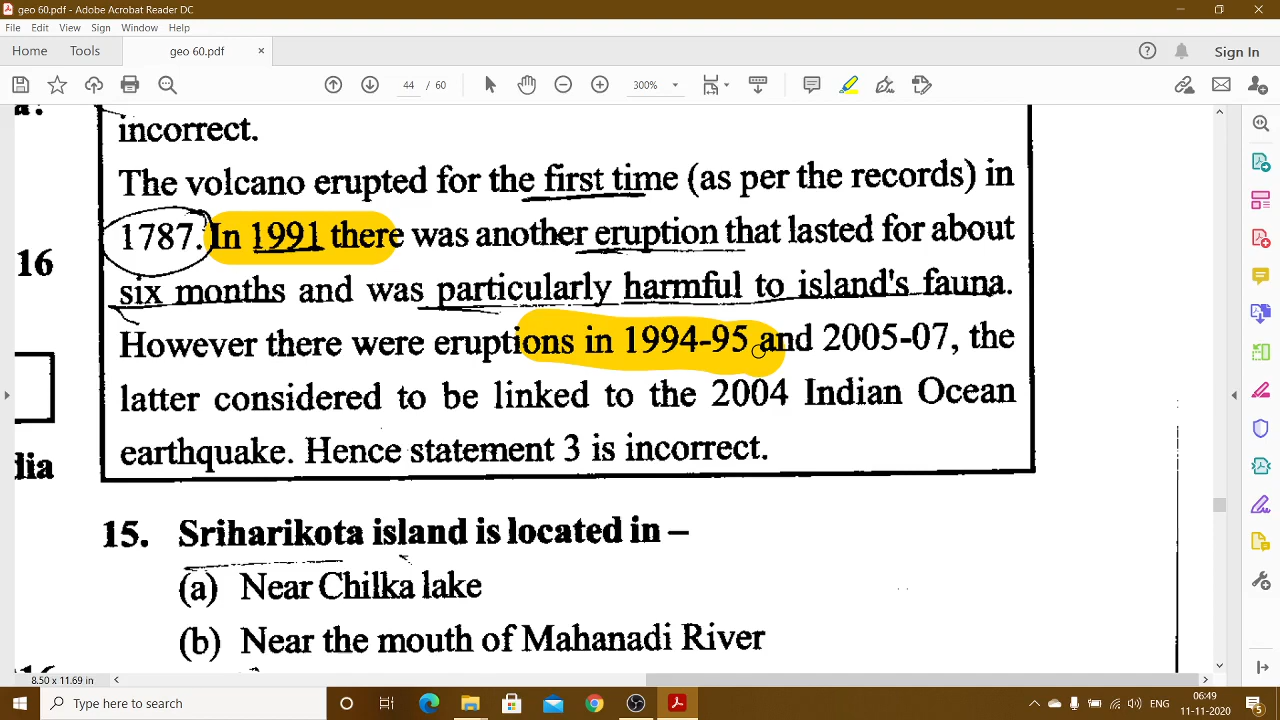 geo 60.pdf - Adobe Acrobat Reader DC
File Edit View Sign Window Help
Home Tools geo 60.pdf × Sign In
44 / 60 300%
incorrect.
The volcano erupted for the first time (as per the records) in
1787. In 1991 there was another eruption that lasted for about
16
six months and was particularly harmful to island's fauna.
However there were eruptions in 1994-95 and 2005-07, the
latter considered to be linked to the 2004 Indian Ocean
earthquake. Hence statement 3 is incorrect.
dia
15. Sriharikota island is located in –
(a) Near Chilka lake
(b) Near the mouth of Mahanadi River
8.50 x 11.69 in
Type here to search
ENG
06:49
11-11-2020
5